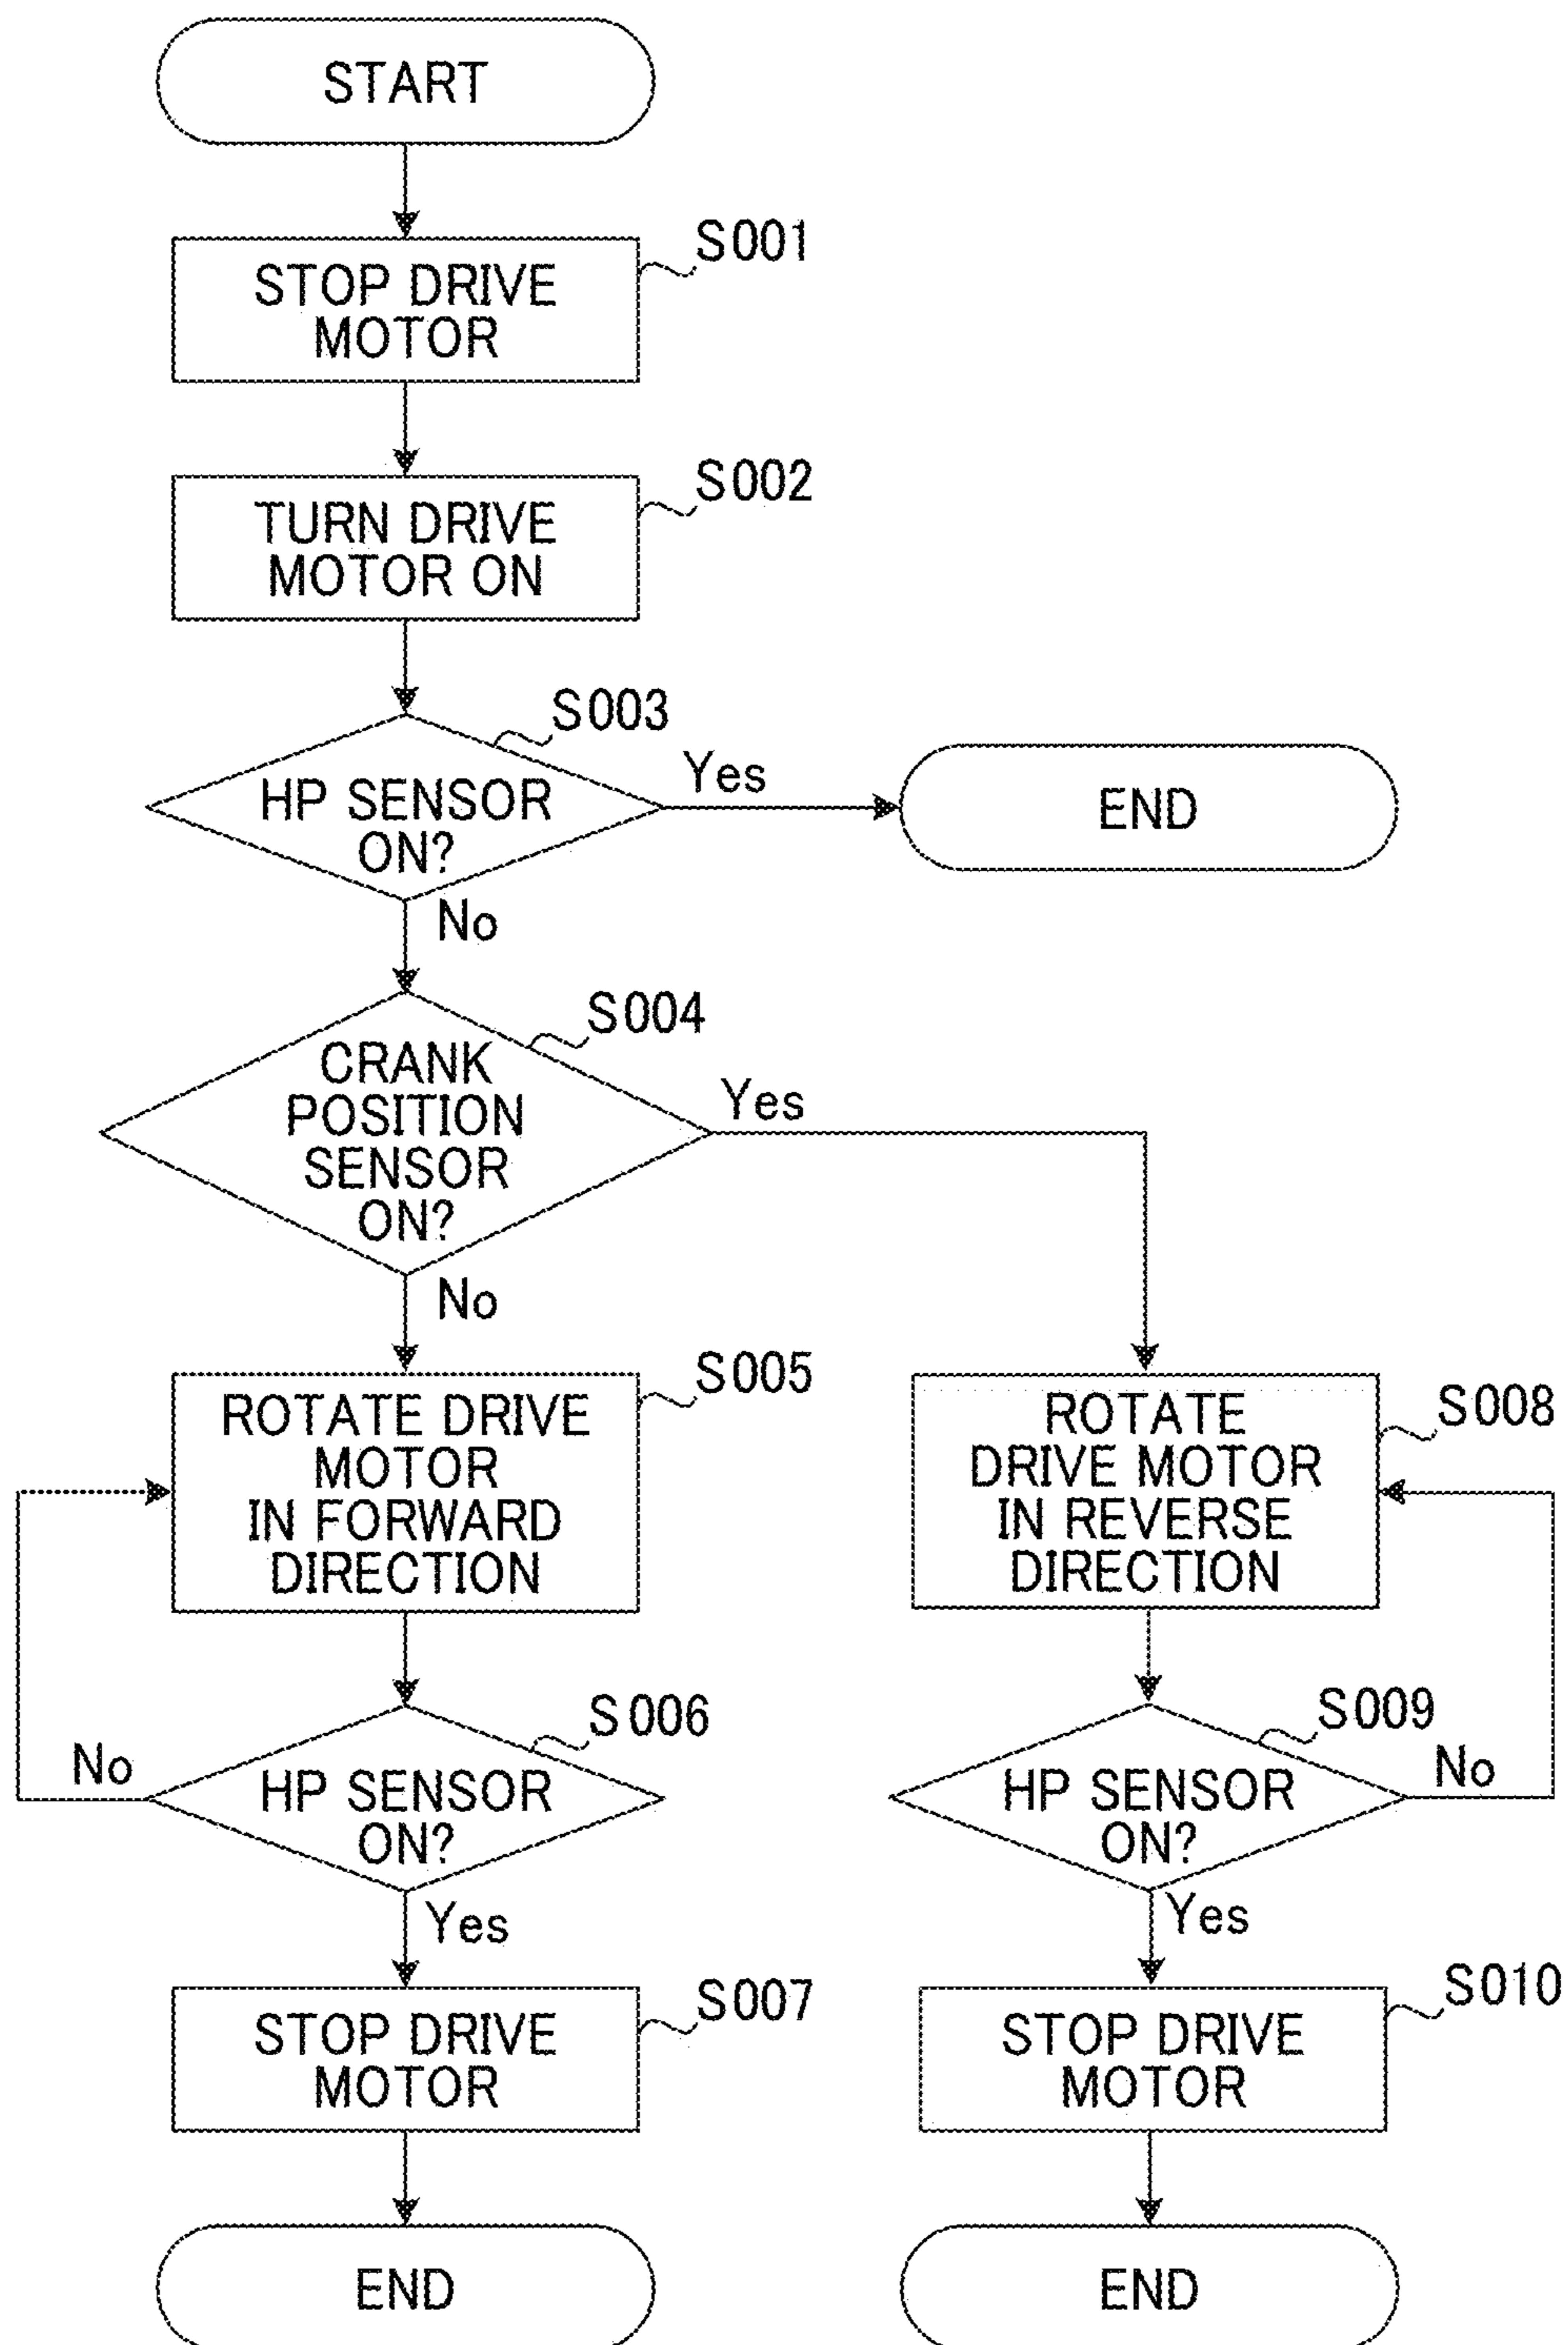 START
S001
STOP DRIVE
MOTOR
S002
TURN DRIVE
MOTOR ON
S003
HP SENSOR
ON?
Yes
END
No
S004
CRANK
POSITION
SENSOR
ON?
Yes
No
S005
ROTATE DRIVE
MOTOR
IN FORWARD
DIRECTION
S008
ROTATE
DRIVE MOTOR
IN REVERSE
DIRECTION
S006
HP SENSOR
ON?
No
Yes
S009
HP SENSOR
ON?
No
Yes
S007
STOP DRIVE
MOTOR
S010
STOP DRIVE
MOTOR
END
END